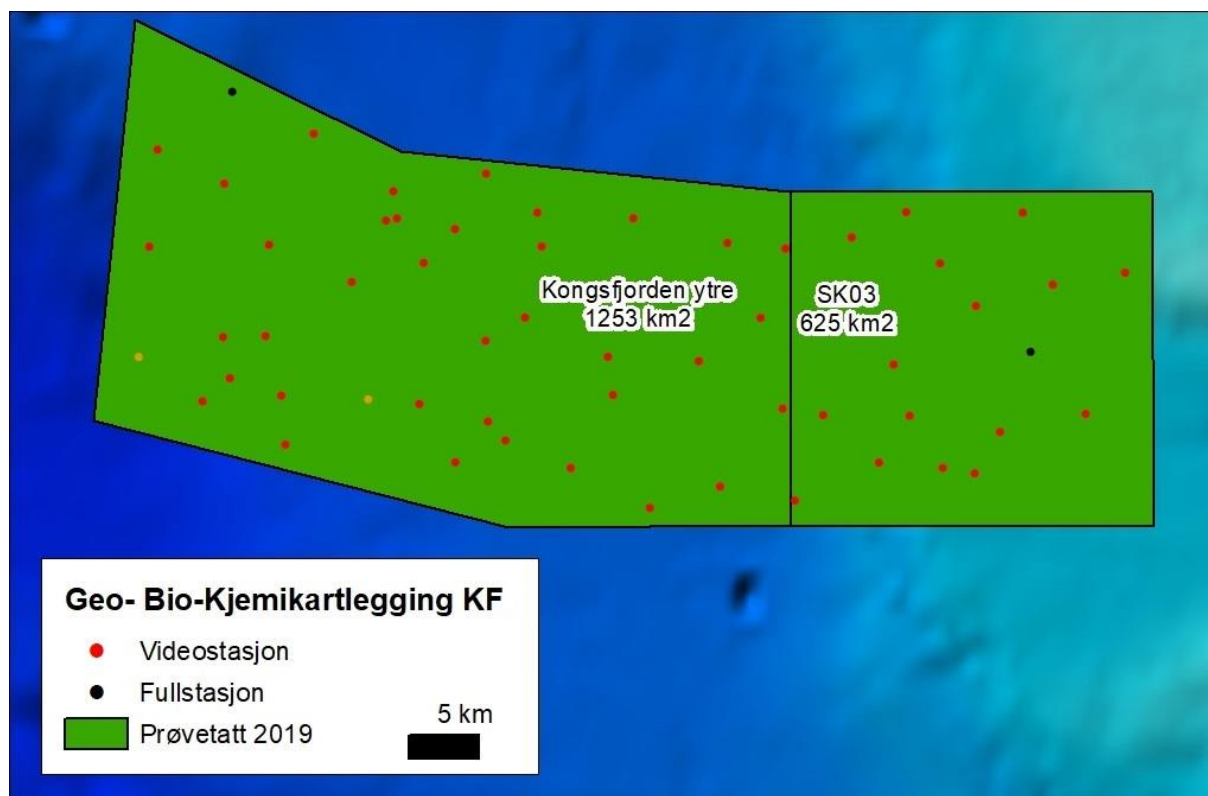 Kongsfjorden ytre
1253 km2
SK03
625 km2
Geo- Bio-Kjemikartlegging KF
Videostasjon
Fullstasjon
Prøvetatt 2019
5 km